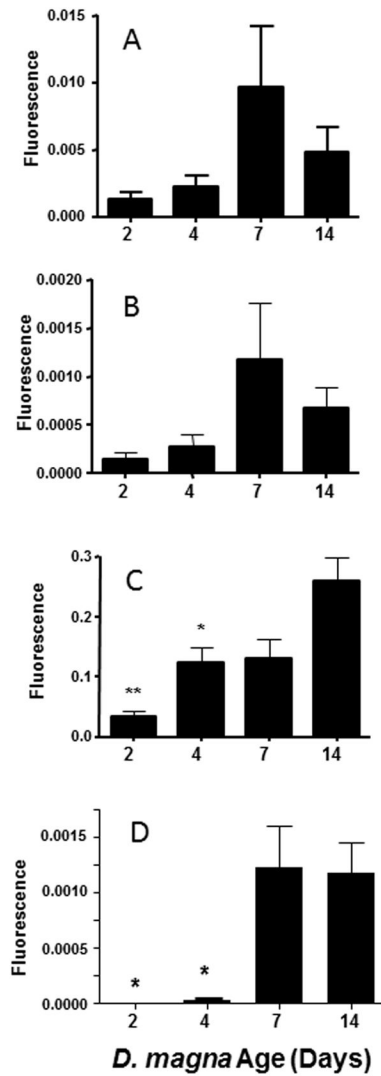 A
Fluorescence
0.015
0.010
0.005
0.000
2 4 7 14
B
Fluorescence
0.0020
0.0015
0.0010
0.0005
0.0000
2 4 7 14
C
Fluorescence
0.3
0.2
0.1
0.0
** *
2 4 7 14
D
Fluorescence
0.0015
0.0010
0.0005
0.0000
* *
2 4 7 14
D. magna Age (Days)